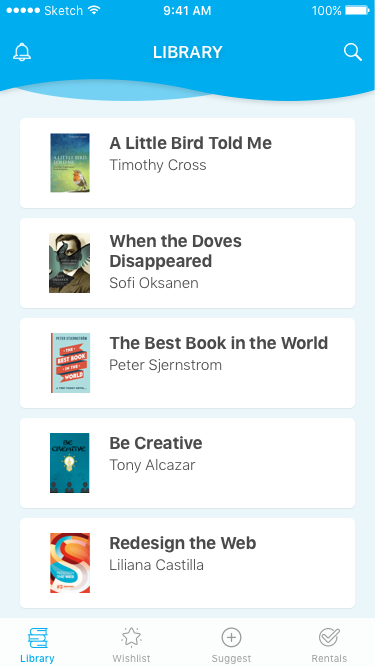 Sketch 9:41 AM 100%
LIBRARY
A Little Bird Told Me
Timothy Cross
When the Doves
Disappeared
Sofi Oksanen
PETER SJERNSTRÖM
THE
BEST BOOK
IN THE
WORLD
The Best Book in the World
Peter Sjernstrom
BE
CREATIVE
Be Creative
Tony Alcazar
Redesign the Web
Liliana Castilla
Library Wishlist Suggest Rentals